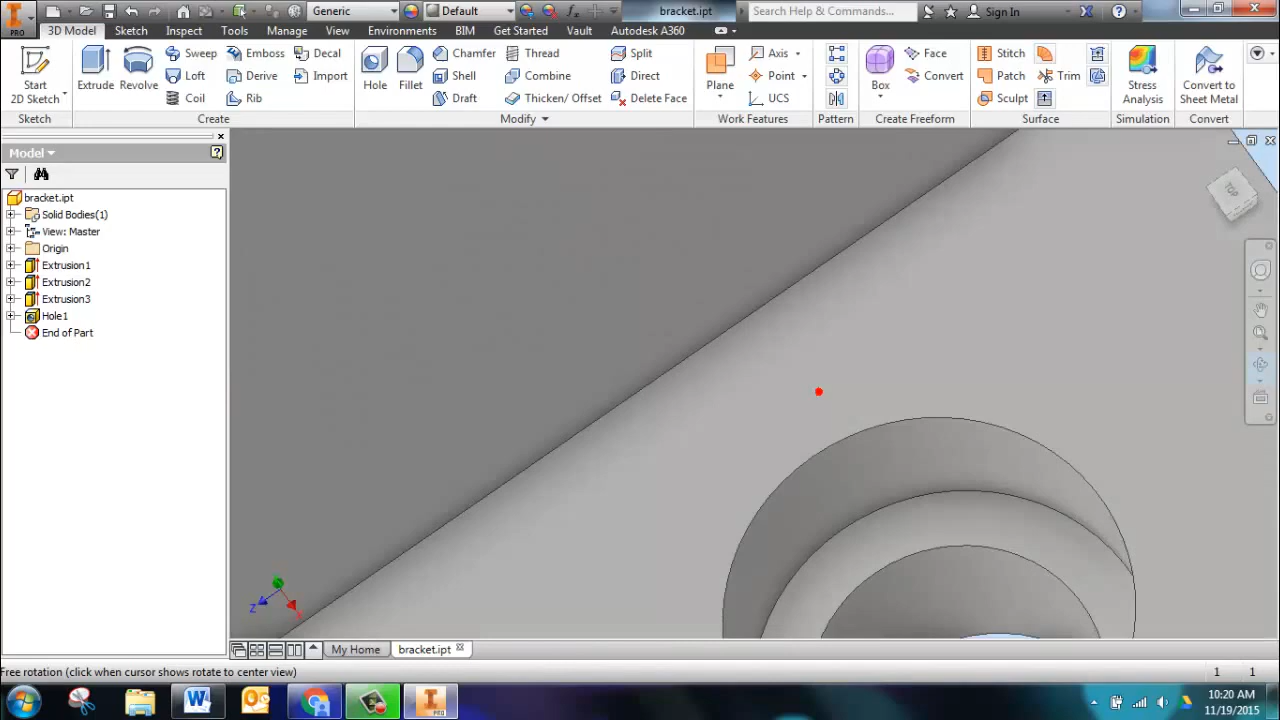 Generic
Default
bracket.ipt
Search Help & Commands...
Sign In
PRO
3D Model Sketch Inspect Tools Manage View Environments BIM Get Started Vault Autodesk A360
Start
2D Sketch
Extrude
Revolve
Sweep
Loft
Coil
Emboss
Derive
Rib
Decal
Import
Hole
Fillet
Chamfer
Shell
Draft
Thread
Combine
Thicken/ Offset
Split
Direct
Delete Face
Plane
Axis
Point
UCS
Box
Face
Convert
Stitch
Patch
Sculpt
Trim
Stress
Analysis
Convert to
Sheet Metal
Sketch Create Modify Work Features Pattern Create Freeform Surface Simulation Convert
Model
bracket.ipt
Solid Bodies(1)
View: Master
Origin
Extrusion1
Extrusion2
Extrusion3
Hole1
End of Part
TOP
Z
My Home bracket.ipt
Free rotation (click when cursor shows rotate to center view) 1 1
PRO
10:20 AM
11/19/2015